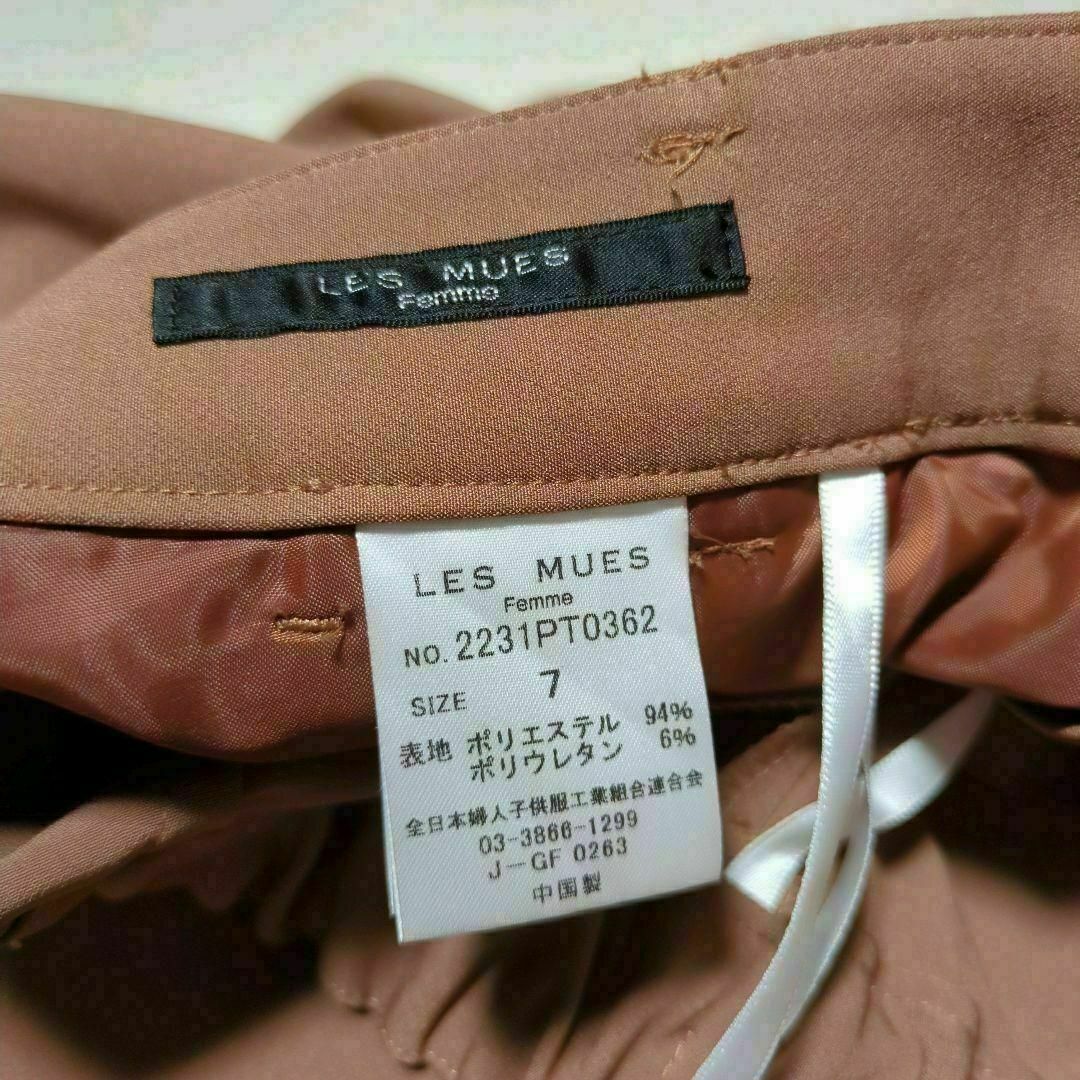 LES MUES
Femme
LES MUES
Femme
NO. 2231PT0362
SIZE 7
表地 ポリエステル 94%
ポリウレタン 6%
全日本婦人子供服工業組合連合会
03-3866-1299
J-GF 0263
中国製